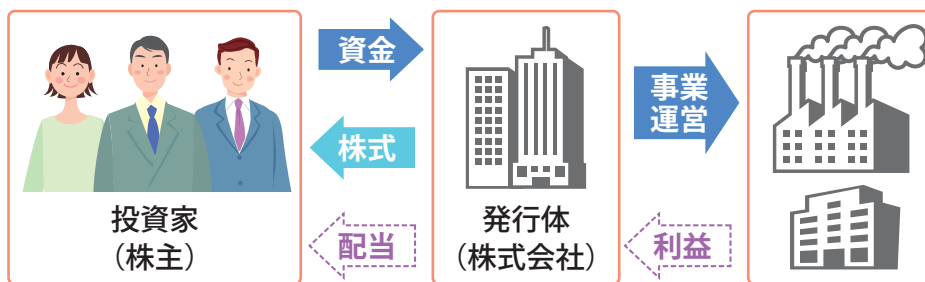 資金
株式
配当
投資家
（株主）
発行体
（株式会社）
事業
運営
利益